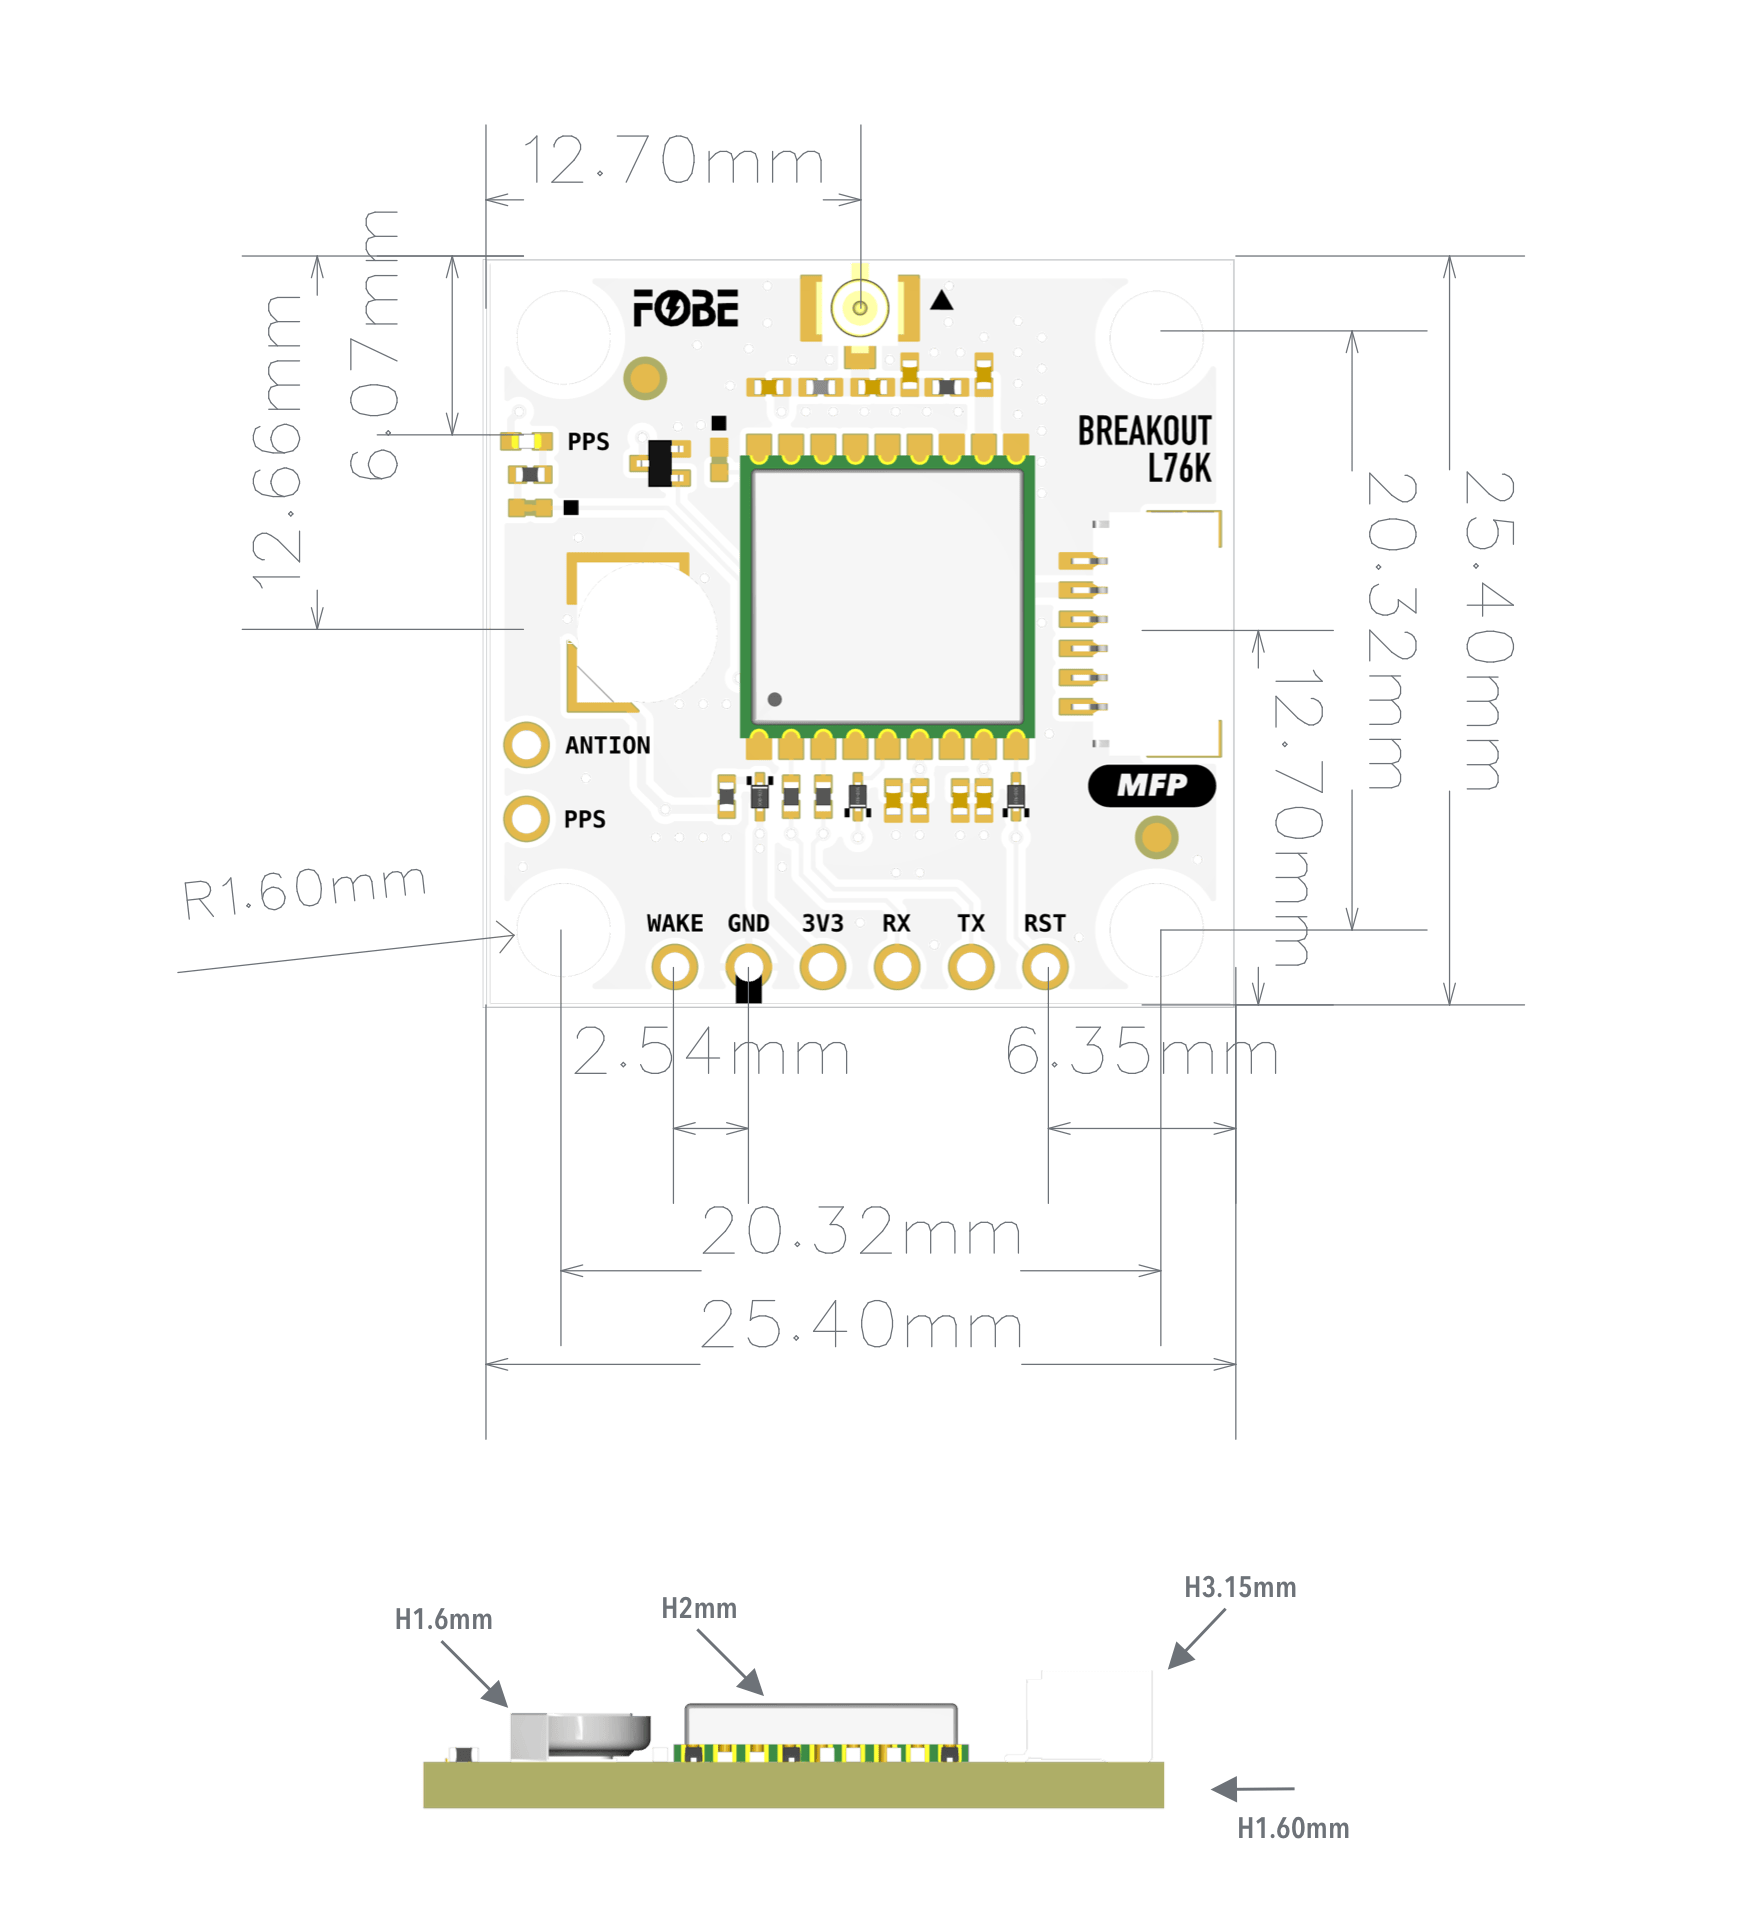 12.70mm
6.07mm
12.66mm
FOBE
PPS
BREAKOUT
L76K
25.40mm
20.32mm
12.70mm
ANTION
MFP
PPS
R1.60mm
WAKE GND 3V3 RX TX RST
2.54mm
6.35mm
20.32mm
25.40mm
H3.15mm
H2mm
H1.6mm
H1.60mm